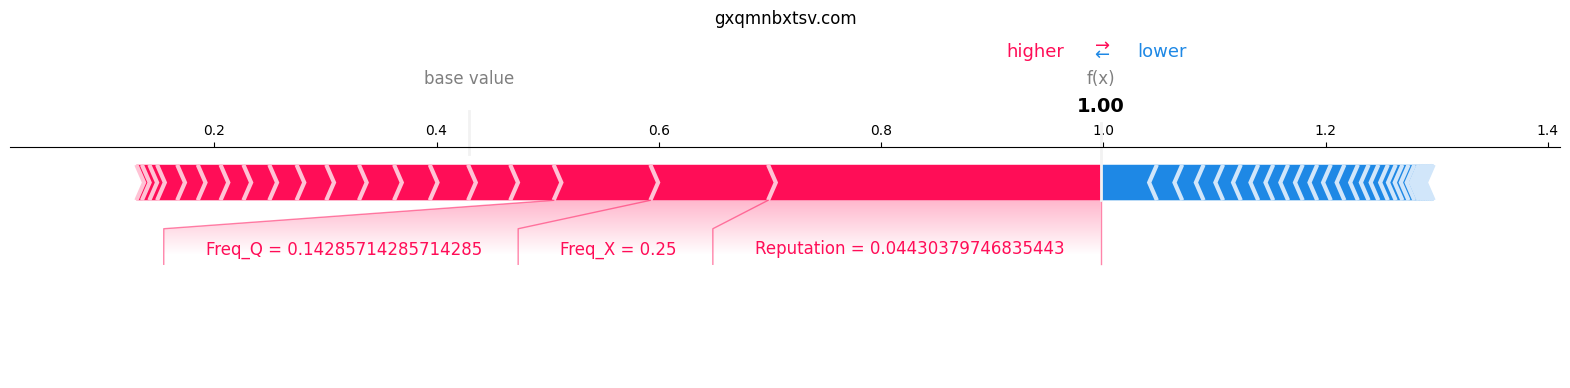 gxqmnbxtsv.com
higher ⇄ lower
base value f(x)
1.00
0.2 0.4 0.6 0.8 1.0 1.2 1.4
Freq_Q = 0.14285714285714285 Freq_X = 0.25 Reputation = 0.04430379746835443